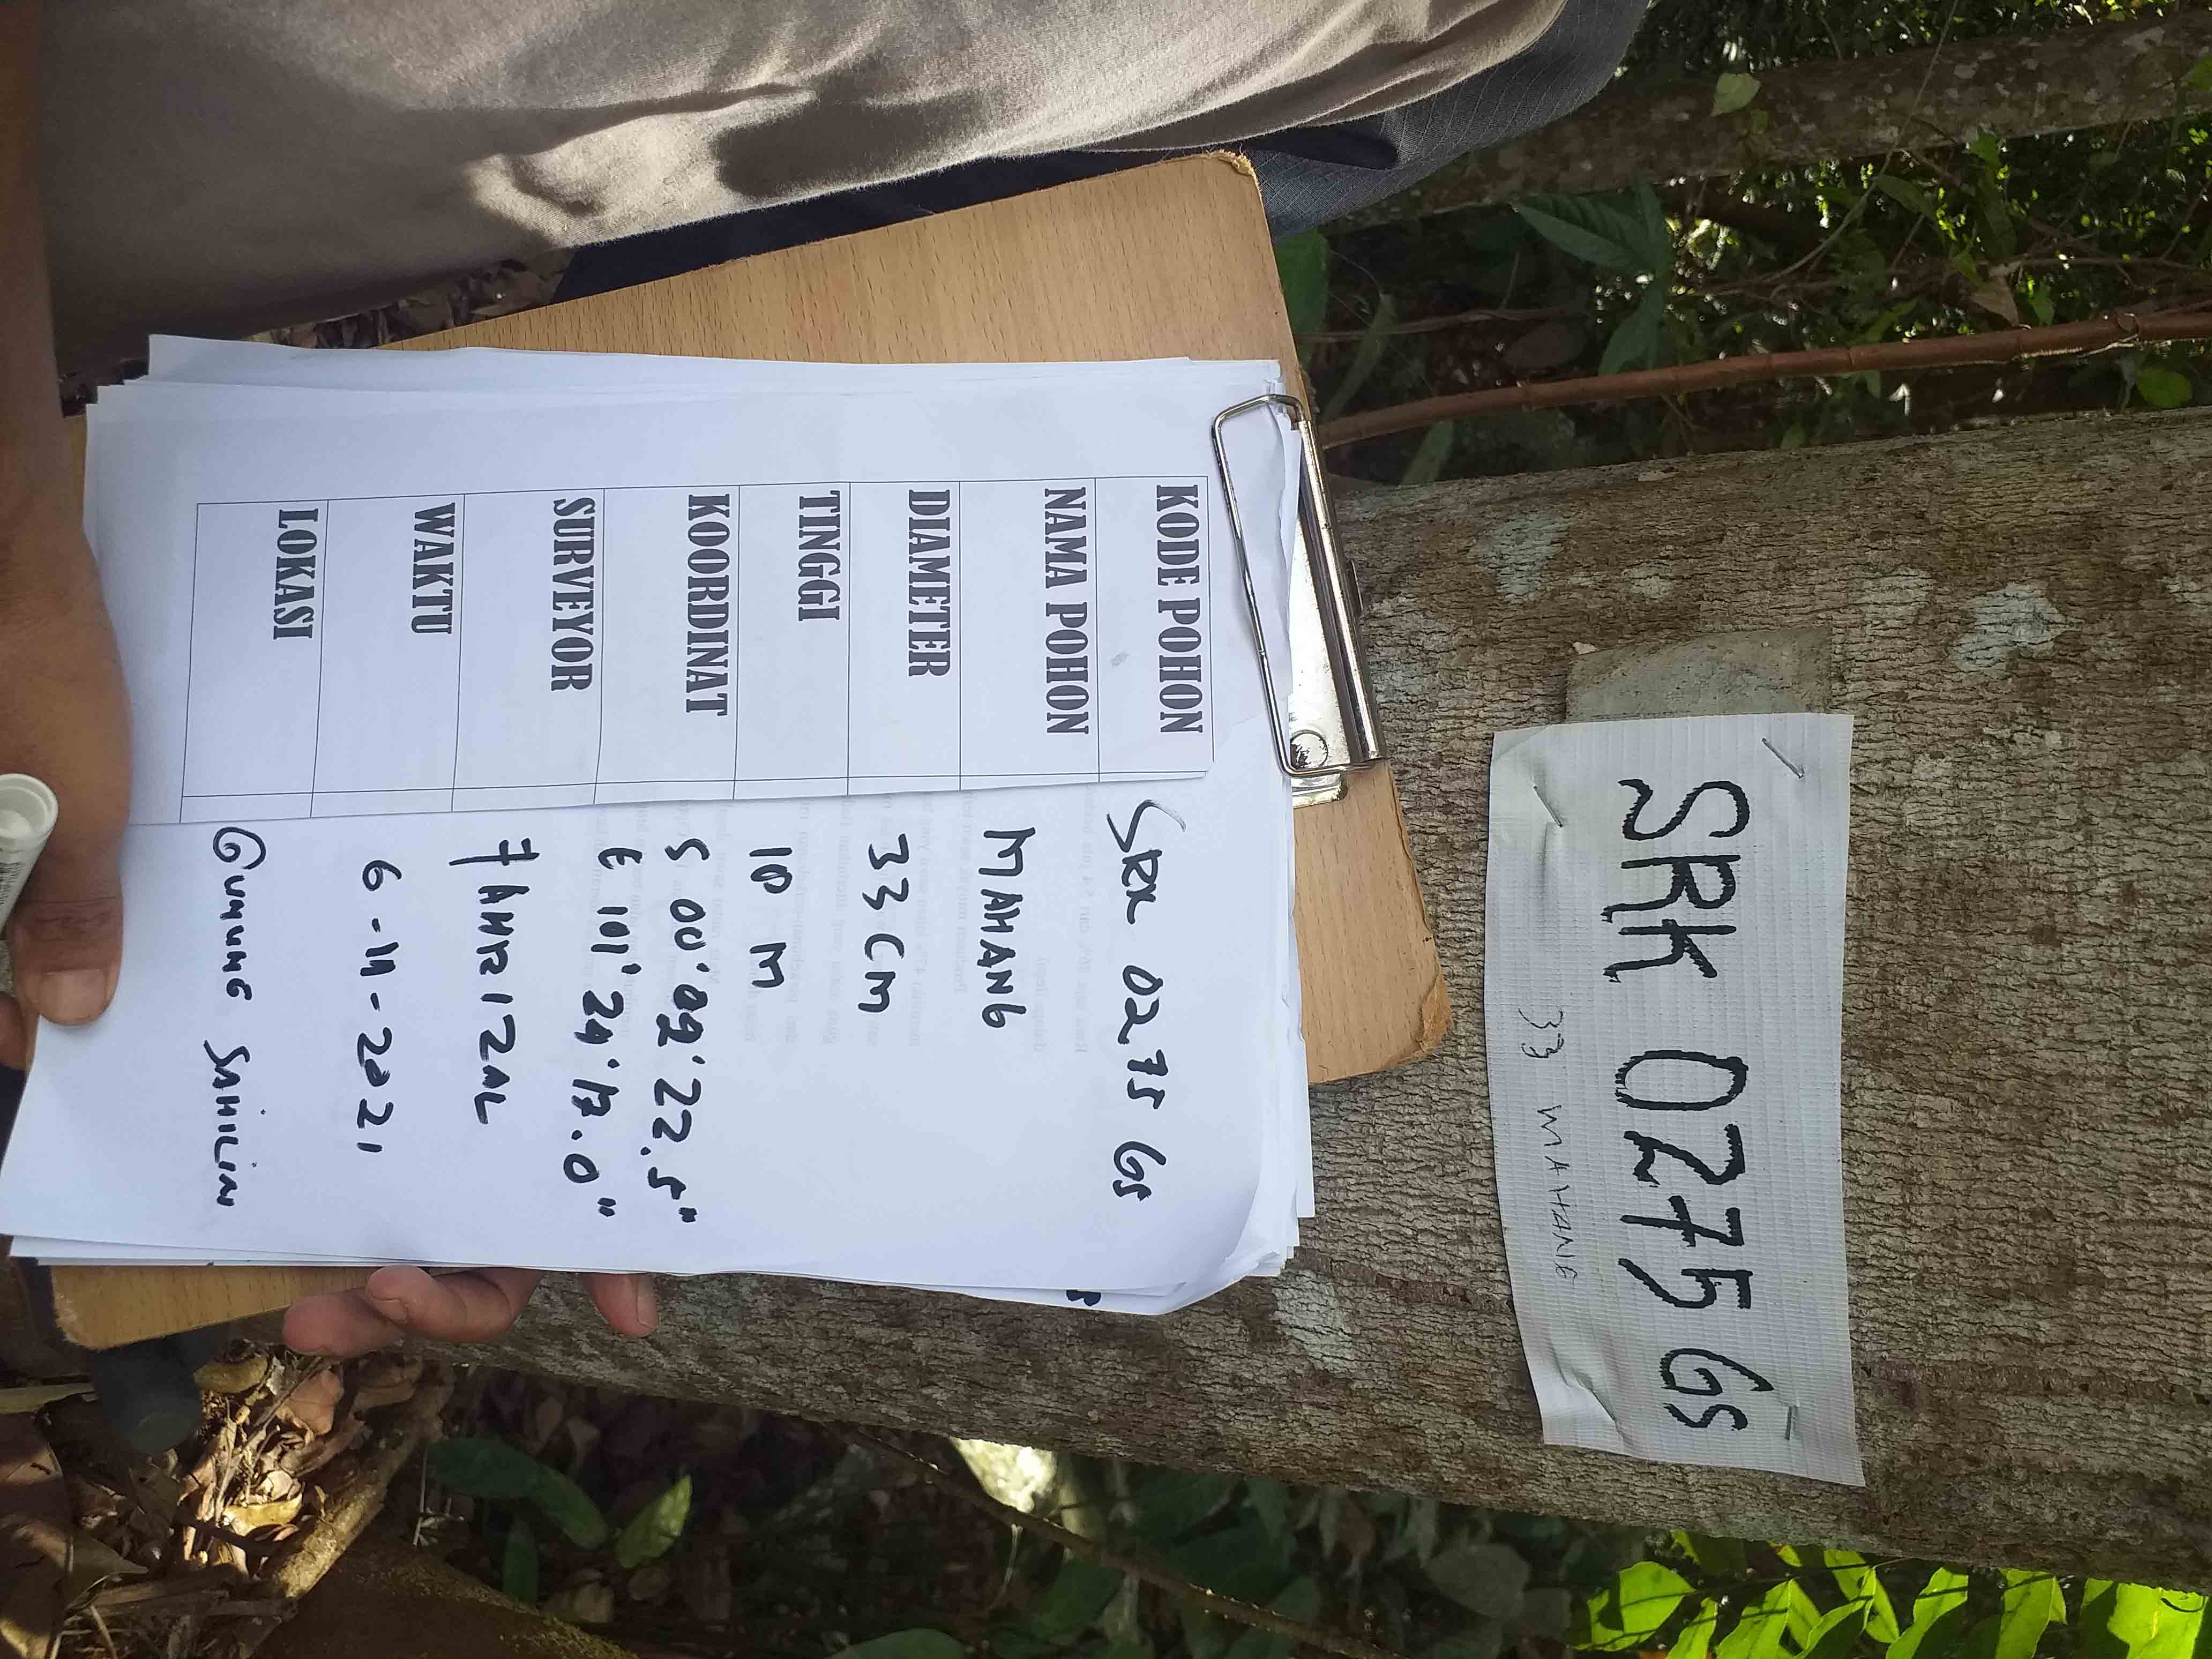 SRK 0275 GS
33 MAHANG
KODE POHON SRK 0275 GS
NAMA POHON MAHANG
DIAMETER 33 CM
TINGGI 10 M
KOORDINAT S 00°09'22.5"
E 101°24'17.0"
SURVEYOR FAHRIZAL
WAKTU 6-11-2021
LOKASI GUNUNG SAHILIN